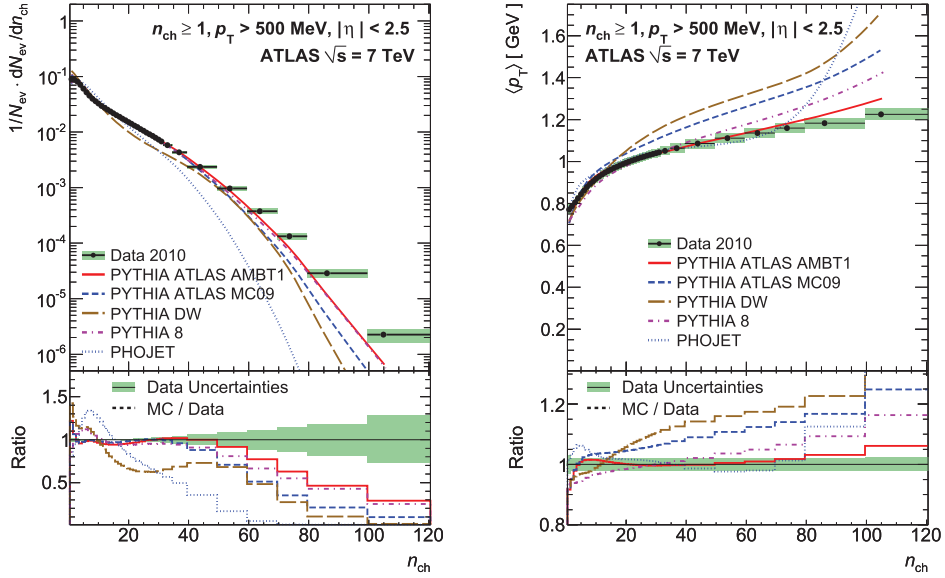 n_ch ≥ 1, p_T > 500 MeV, |η| < 2.5
ATLAS √s = 7 TeV
1/N_ev · dN_ev/dn_ch
1
10^-1
10^-2
10^-3
10^-4
10^-5
10^-6
Data 2010
PYTHIA ATLAS AMBT1
PYTHIA ATLAS MC09
PYTHIA DW
PYTHIA 8
PHOJET
Ratio
1.5
1
0.5
Data Uncertainties
MC / Data
0 20 40 60 80 100 120
n_ch
n_ch ≥ 1, p_T > 500 MeV, |η| < 2.5
ATLAS √s = 7 TeV
⟨p_T⟩ [ GeV]
1.6
1.4
1.2
1.0
0.8
0.6
0.4
0.2
Data 2010
PYTHIA ATLAS AMBT1
PYTHIA ATLAS MC09
PYTHIA DW
PYTHIA 8
PHOJET
Ratio
1.2
1
0.8
Data Uncertainties
MC / Data
20 40 60 80 100 120
n_ch